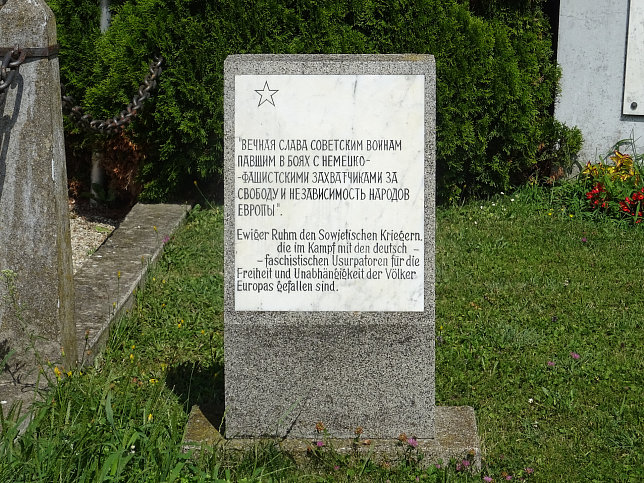 "ВЕЧНАЯ СЛАВА СОВЕТСКИМ ВОИНАМ
ПАВШИМ В БОЯХ С НЕМЕЦКО-
-ФАШИСТСКИМИ ЗАХВАТЧИКАМИ ЗА
СВОБОДУ И НЕЗАВИСИМОСТЬ НАРОДОВ
ЕВРОПЫ".
Ewiger Ruhm den Sowjetischen Kriegern,
die im Kampf mit den deutsch -
- faschistischen Usurpatoren für die
Freiheit und Unabhängigkeit der Völker
Europas gefallen sind.